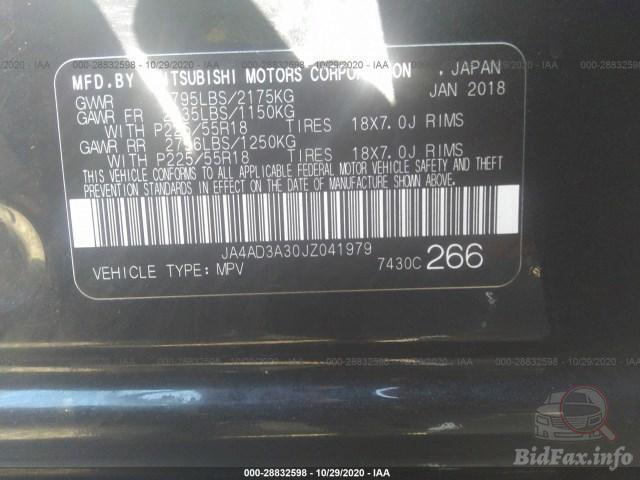 MFD.BY MITSUBISHI MOTORS CORPORATION , JAPAN
JAN 2018
GVWR 4795LBS/2175KG
GAWR FR 2535LBS/1150KG
WITH P225/55R18 TIRES 18X7.0J RIMS
GAWR RR 2756LBS/1250KG
WITH P225/55R18 TIRES 18X7.0J RIMS
THIS VEHICLE CONFORMS TO ALL APPLICABLE FEDERAL MOTOR VEHICLE SAFETY AND THEFT
PREVENTION STANDARDS IN EFFECT ON THE DATE OF MANUFACTURE SHOWN ABOVE.
JA4AD3A30JZ041979
VEHICLE TYPE: MPV 7430C 266
000-28832598 - 10/29/2020 - IAA
BidFax.info